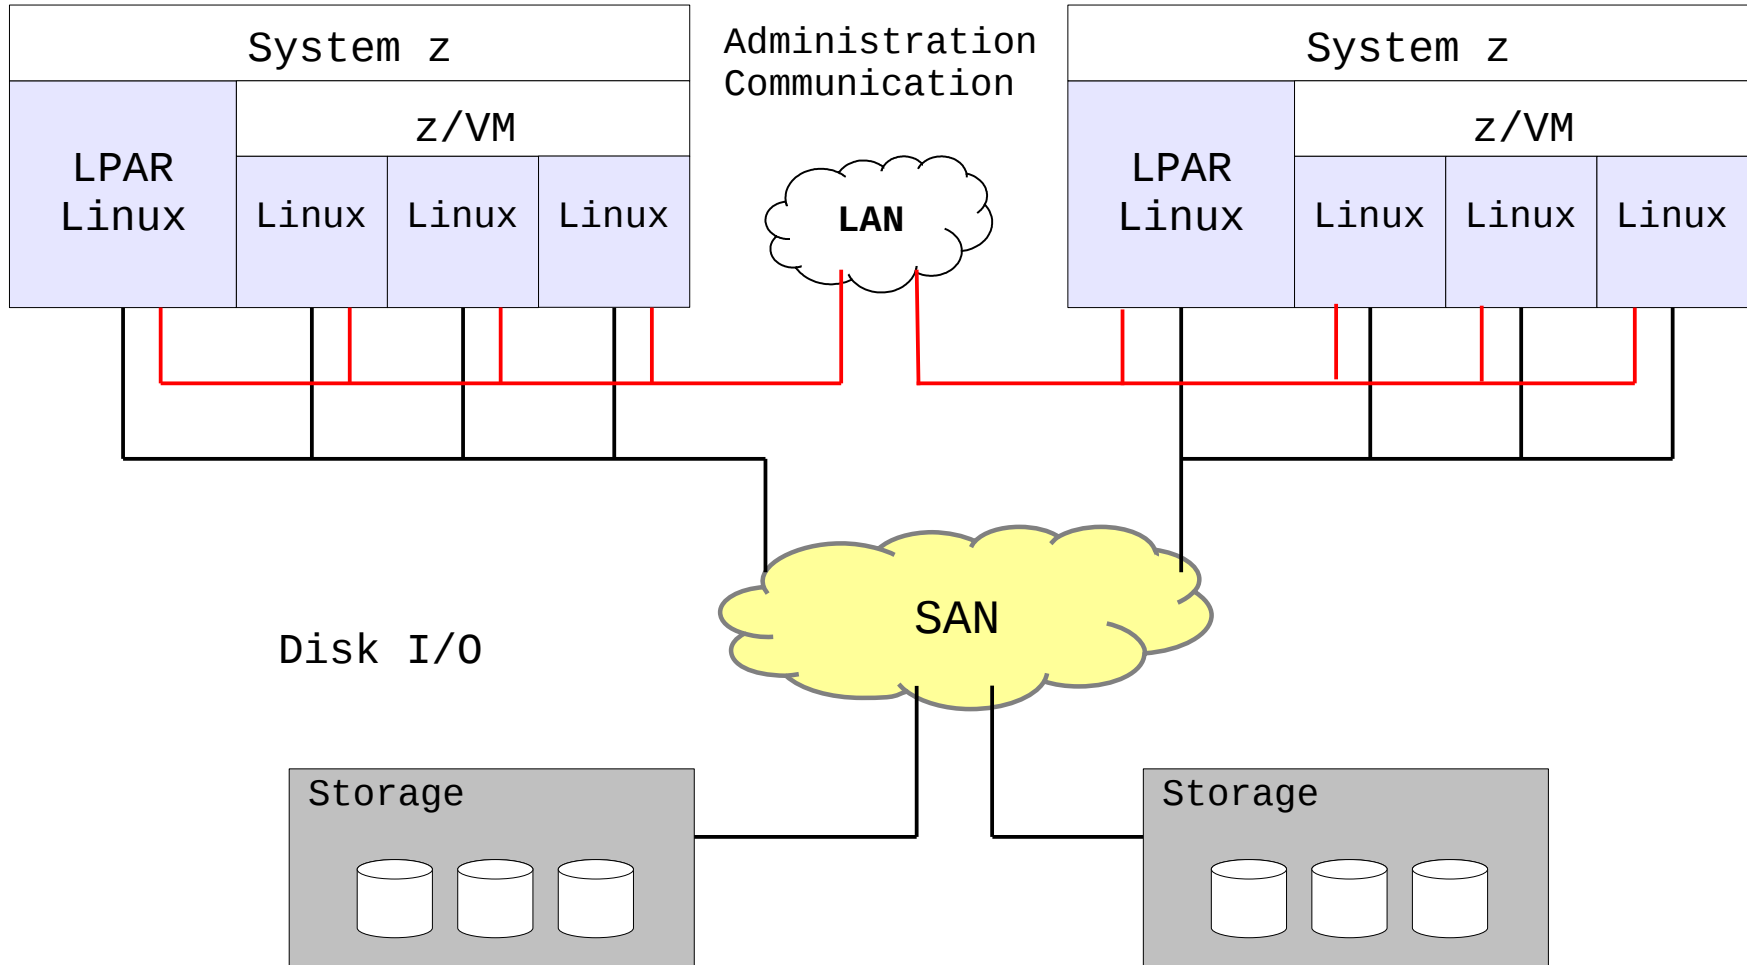 System z
z/VM
LPAR
Linux
Linux
Linux
Linux
Administration
Communication
LAN
System z
z/VM
LPAR
Linux
Linux
Linux
Linux
SAN
Disk I/O
Storage
Storage